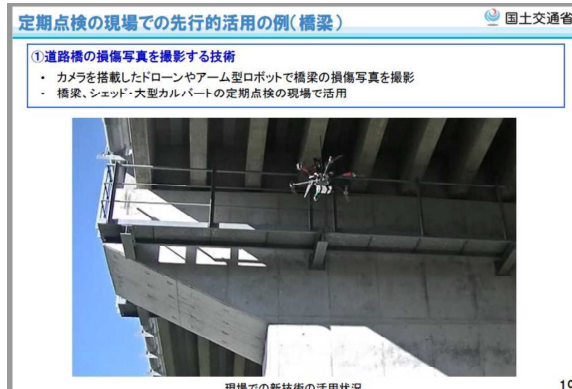 定期点検の現場での先行的活用の例（橋梁）
国土交通省
①道路橋の損傷写真を撮影する技術
・ カメラを搭載したドローンやアーム型ロボットで橋梁の損傷写真を撮影
- 橋梁、シェッド・大型カルバートの定期点検の現場で活用
現場での新技術の活用状況
19